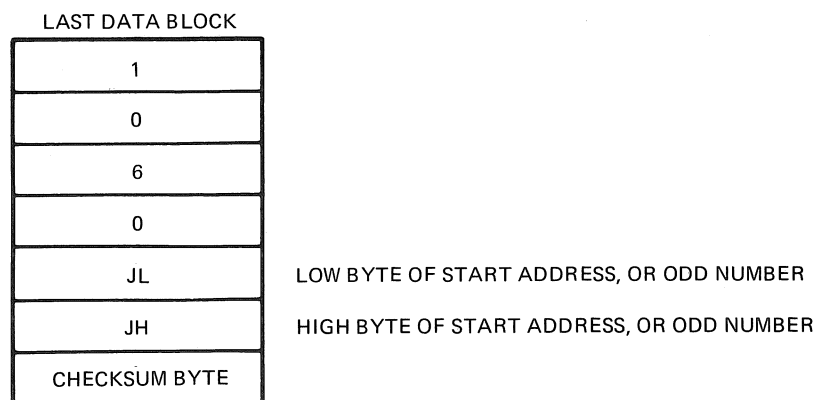 LAST DATA BLOCK
1
0
6
0
JL LOW BYTE OF START ADDRESS, OR ODD NUMBER
JH HIGH BYTE OF START ADDRESS, OR ODD NUMBER
CHECKSUM BYTE